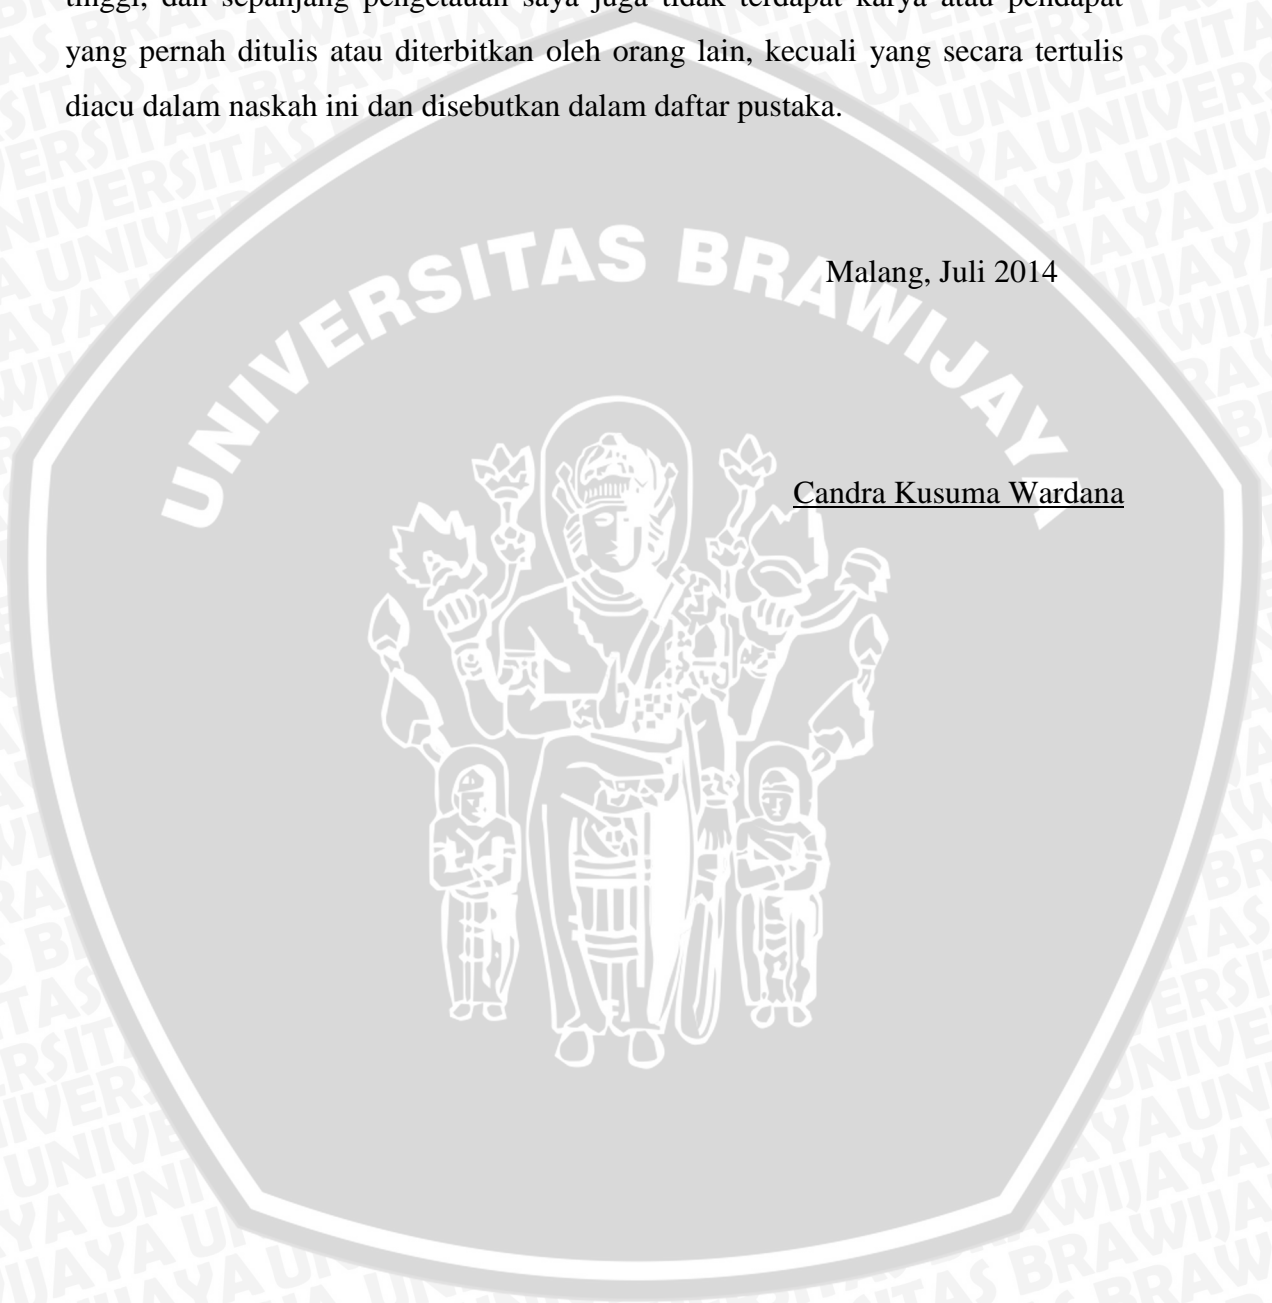 tinggi, dan sepanjang pengetauan saya juga tidak terdapat karya atau pendapat
yang pernah ditulis atau diterbitkan oleh orang lain, kecuali yang secara tertulis
diacu dalam naskah ini dan disebutkan dalam daftar pustaka.
UNIVERSITAS BRAWIJAYA
Malang, Juli 2014
Candra Kusuma Wardana